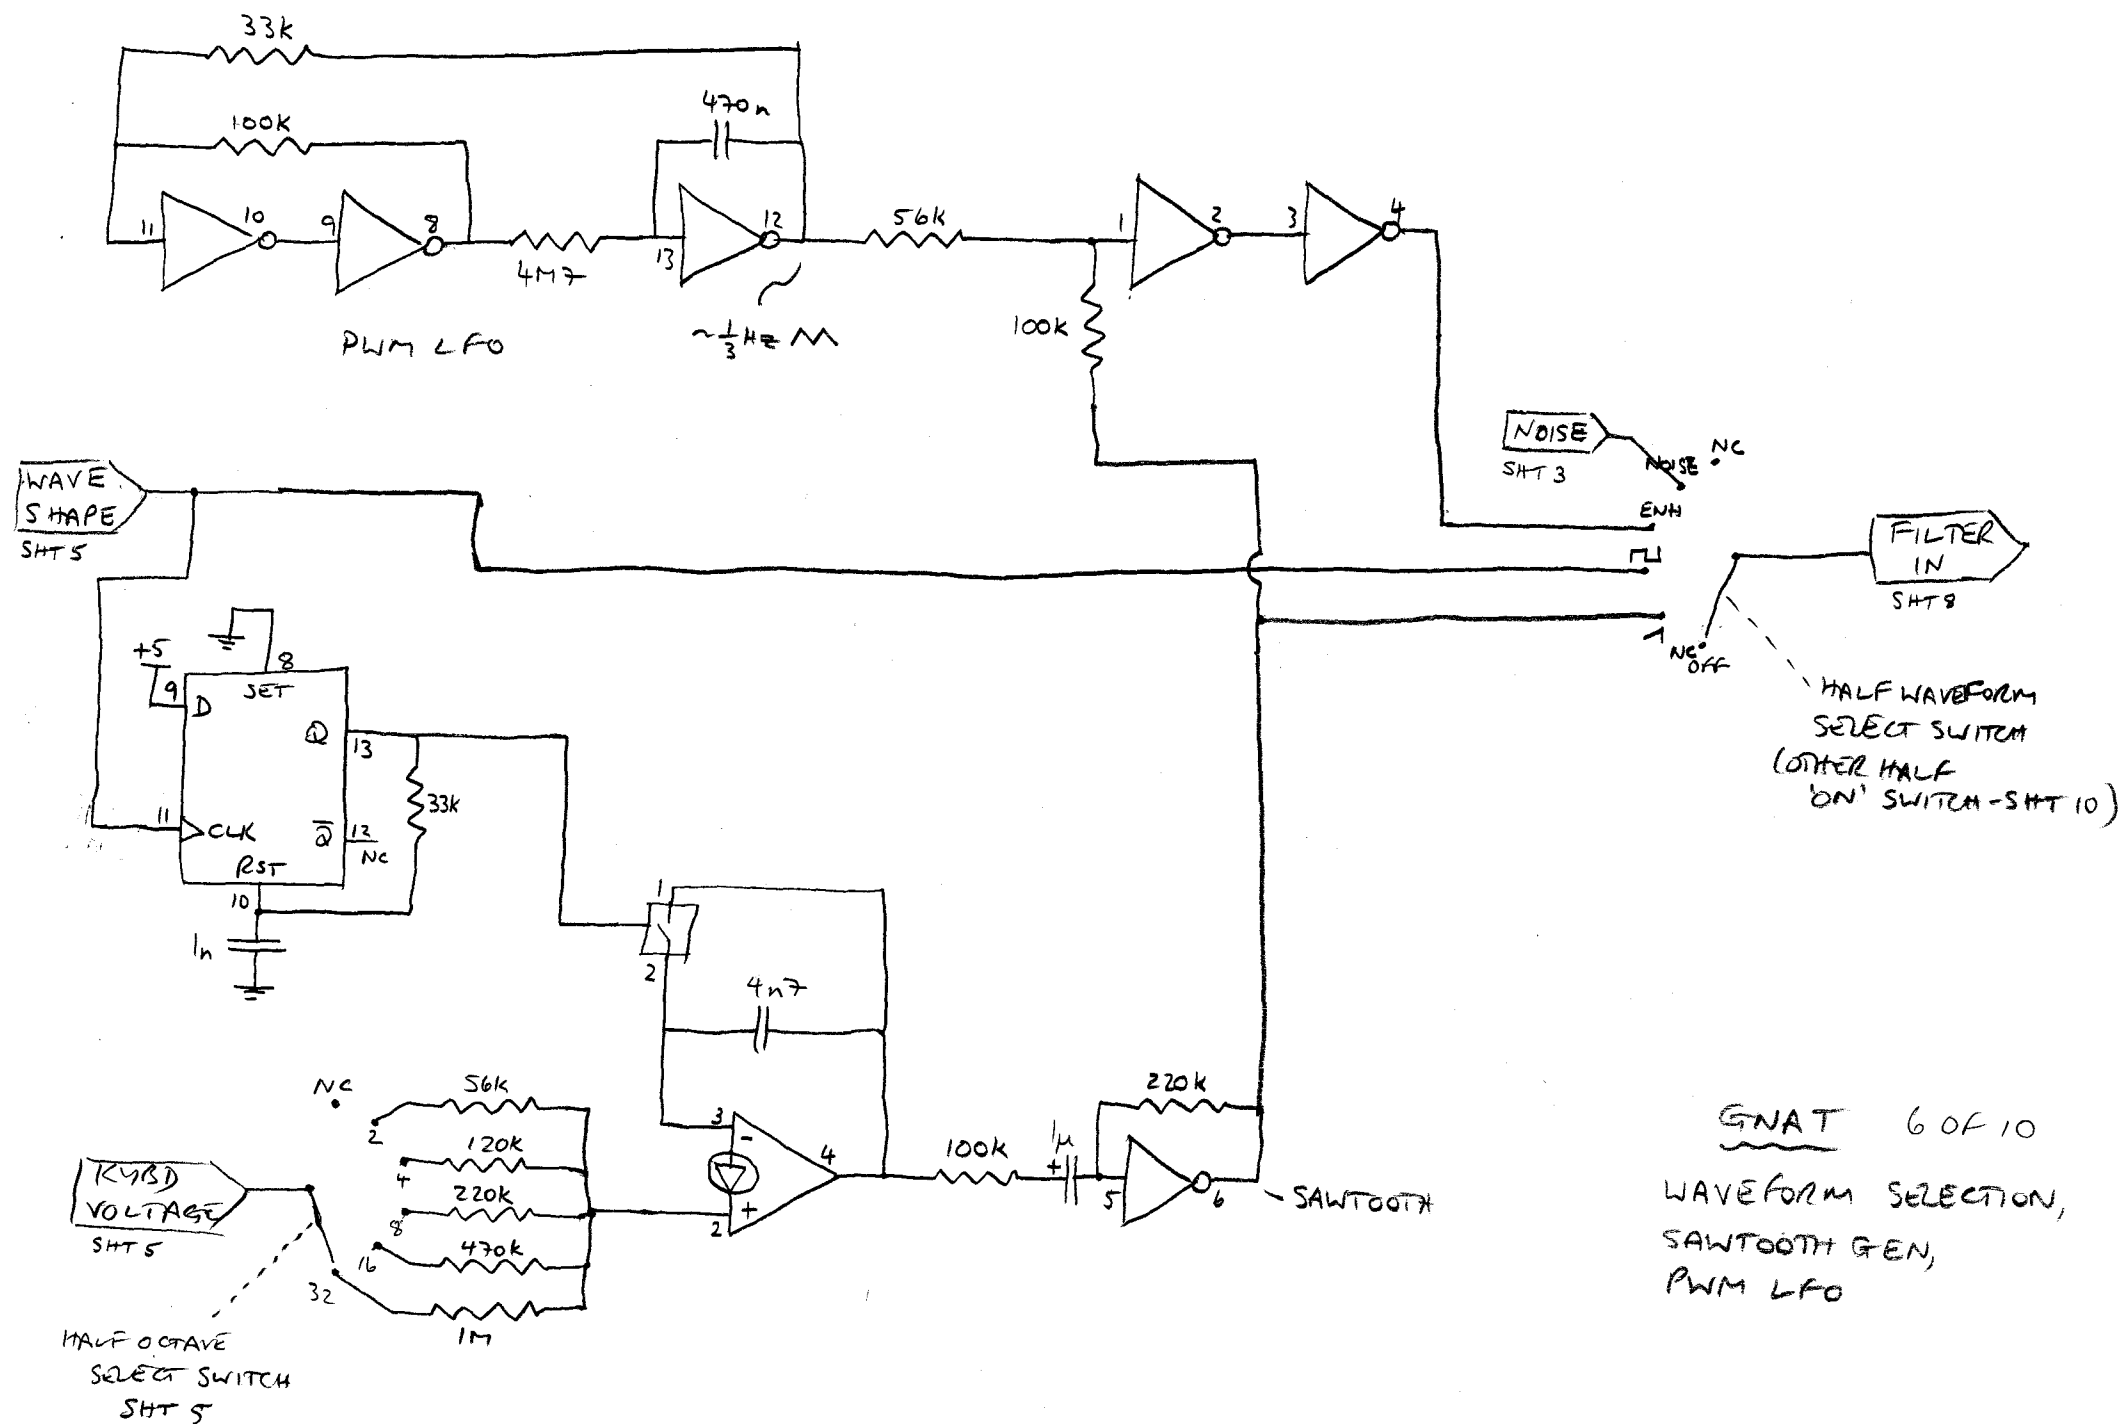 33k
100k
470n
11
10
9
8
4M7
13
12
56k
1
2
3
4
100k
PWM LFO
~1/3 Hz
NOISE
SHT 3
NOISE
NC
ENH
WAVE
SHAPE
SHT 5
FILTER
IN
SHT 8
NC
OFF
HALF WAVEFORM
SELECT SWITCH
(OTHER HALF
'ON' SWITCH - SHT 10)
+5
9
8
SET
D
Q
13
33k
11
CLK
Q̅
12
NC
RST
10
1n
1
2
4n7
NC
2
56k
4
120k
8
220k
16
470k
32
1M
KYBD
VOLTAGE
SHT 5
HALF OCTAVE
SELECT SWITCH
SHT 5
3
-
+
2
4
100k
1µ
+
220k
5
6
SAWTOOTH
GNAT 6 OF 10
WAVEFORM SELECTION,
SAWTOOTH GEN,
PWM LFO